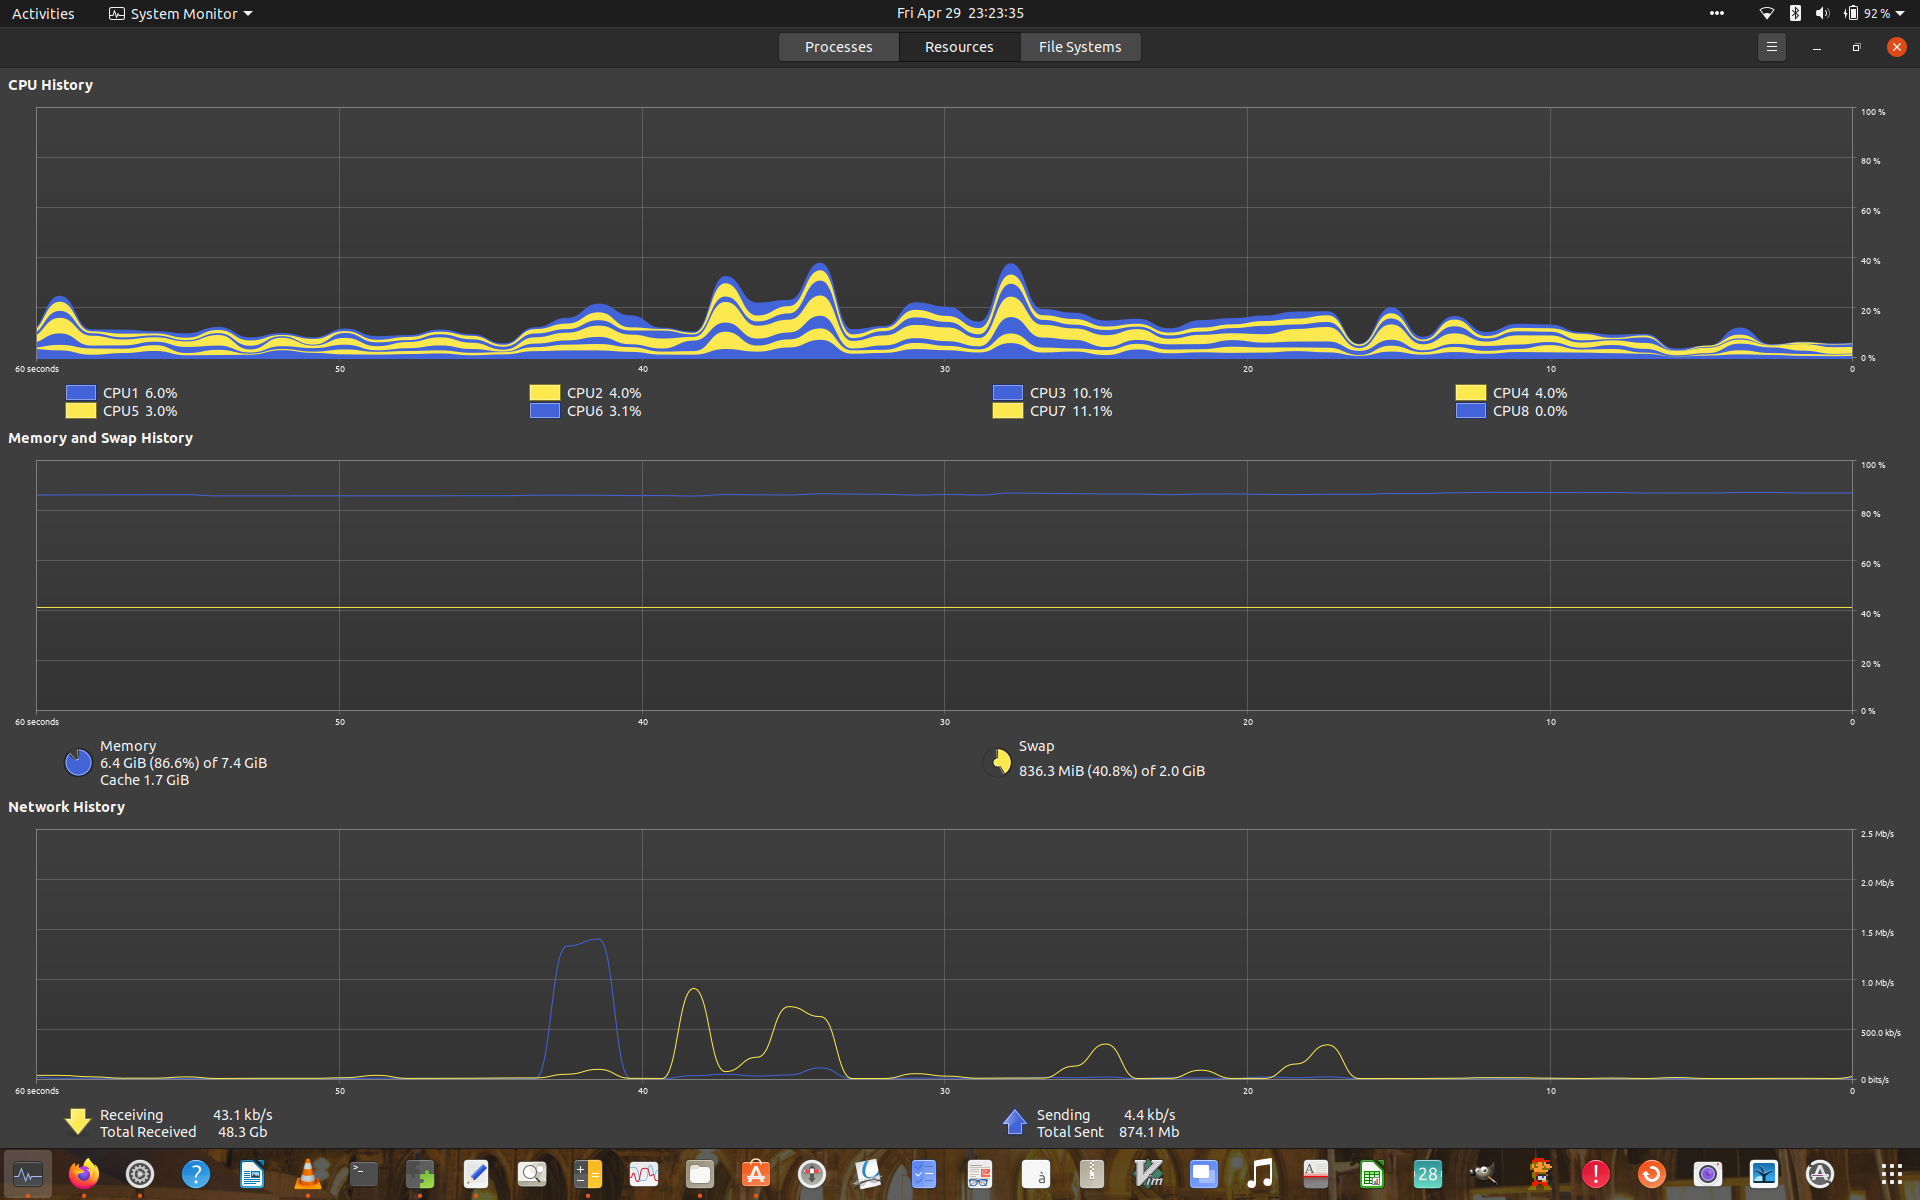 Activities System Monitor Fri Apr 29 23:23:35 92 %
Processes Resources File Systems
CPU History
100 %
80 %
60 %
40 %
20 %
0 %
60 seconds 50 40 30 20 10 0
CPU1 6.0% CPU2 4.0% CPU3 10.1% CPU4 4.0%
CPU5 3.0% CPU6 3.1% CPU7 11.1% CPU8 0.0%
Memory and Swap History
100 %
80 %
60 %
40 %
20 %
0 %
60 seconds 50 40 30 20 10 0
Memory
6.4 GiB (86.6%) of 7.4 GiB
Cache 1.7 GiB
Swap
836.3 MiB (40.8%) of 2.0 GiB
Network History
2.5 Mb/s
2.0 Mb/s
1.5 Mb/s
1.0 Mb/s
500.0 kb/s
0 bits/s
60 seconds 50 40 30 20 10 0
Receiving 43.1 kb/s
Total Received 48.3 Gb
Sending 4.4 kb/s
Total Sent 874.1 Mb
? >_ à Vim A 28 !